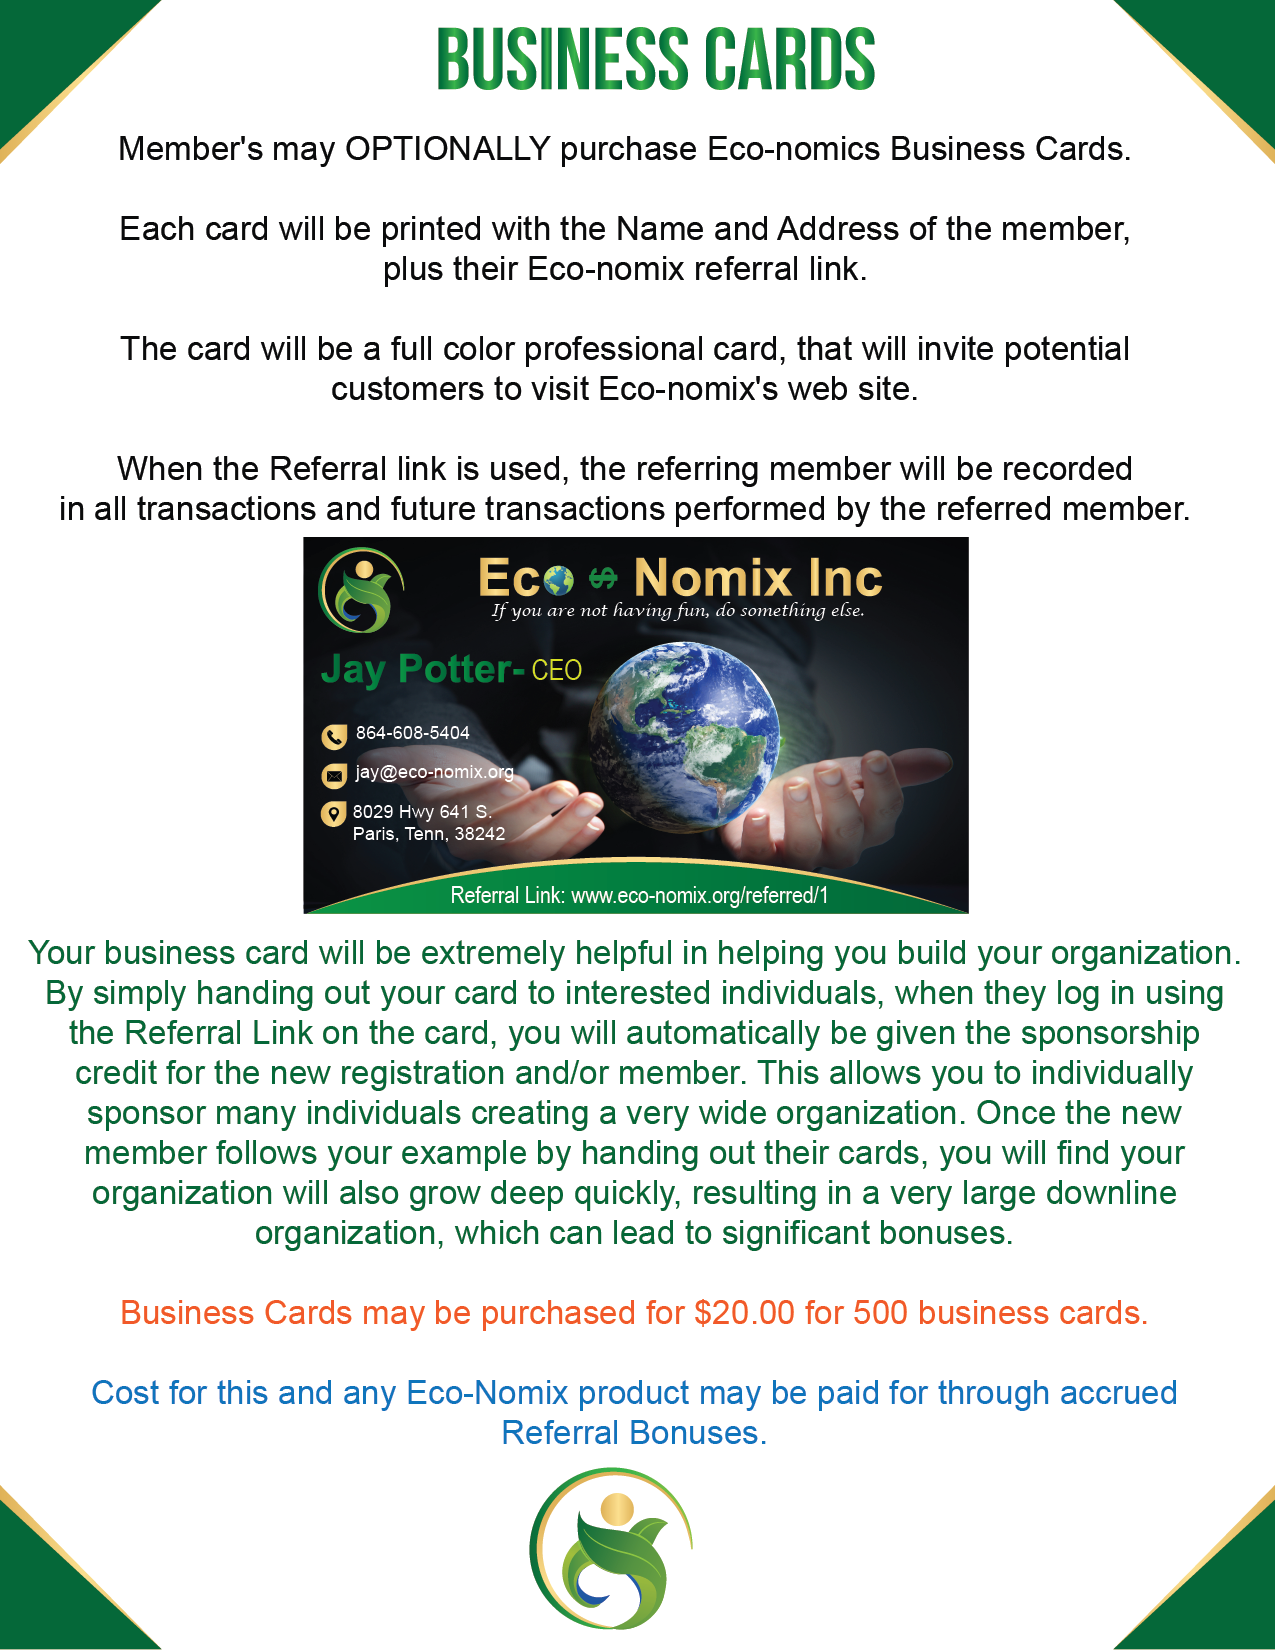 BUSINESS CARDS
Member's may OPTIONALLY purchase Eco-nomics Business Cards.
Each card will be printed with the Name and Address of the member,
plus their Eco-nomix referral link.
The card will be a full color professional card, that will invite potential
customers to visit Eco-nomix's web site.
When the Referral link is used, the referring member will be recorded
in all transactions and future transactions performed by the referred member.
Eco $ Nomix Inc
If you are not having fun, do something else.
Jay Potter- CEO
864-608-5404
jay@eco-nomix.org
8029 Hwy 641 S.
Paris, Tenn, 38242
Referral Link: www.eco-nomix.org/referred/1
Your business card will be extremely helpful in helping you build your organization.
By simply handing out your card to interested individuals, when they log in using
the Referral Link on the card, you will automatically be given the sponsorship
credit for the new registration and/or member. This allows you to individually
sponsor many individuals creating a very wide organization. Once the new
member follows your example by handing out their cards, you will find your
organization will also grow deep quickly, resulting in a very large downline
organization, which can lead to significant bonuses.
Business Cards may be purchased for $20.00 for 500 business cards.
Cost for this and any Eco-Nomix product may be paid for through accrued
Referral Bonuses.